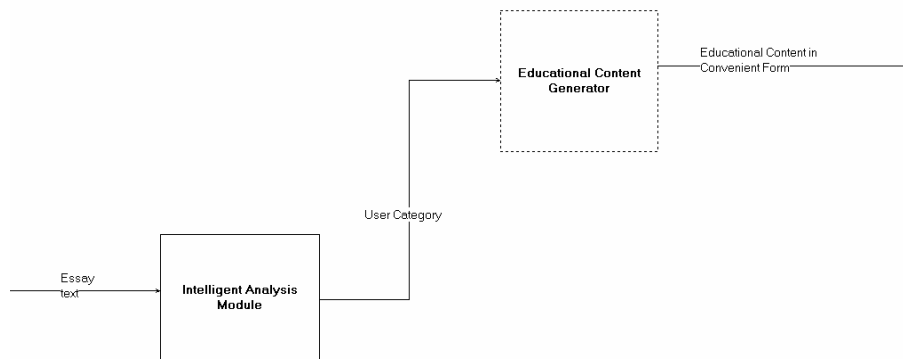 Educational Content
Generator
Educational Content in
Convenient Form
User Category
Essay
text
Intelligent Analysis
Module